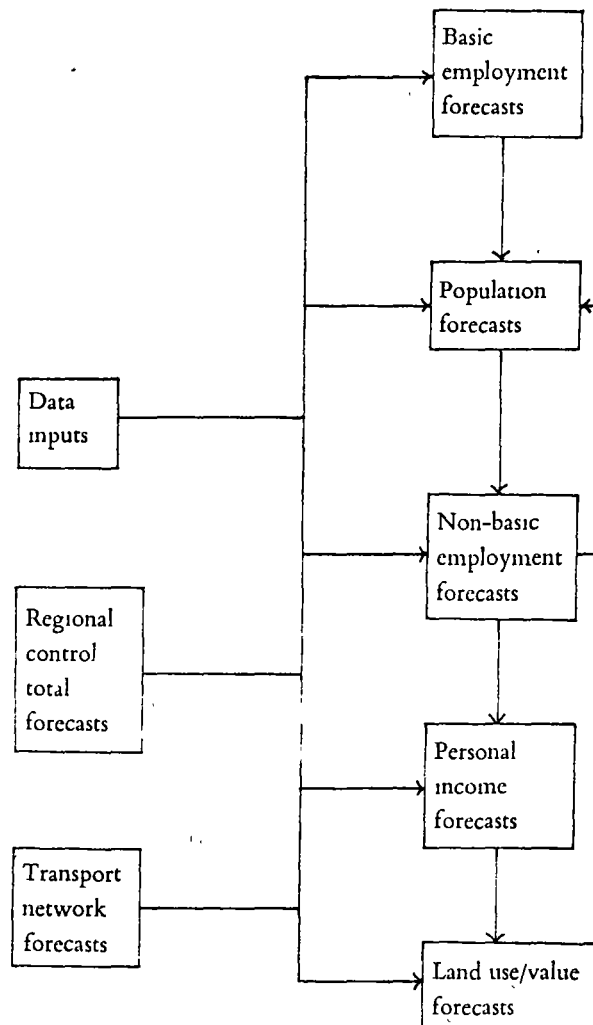 Basic
employment
forecasts
Population
forecasts
Data
inputs
Non-basic
employment
forecasts
Regional
control
total
forecasts
Personal
income
forecasts
Transport
network
forecasts
Land use/value
forecasts